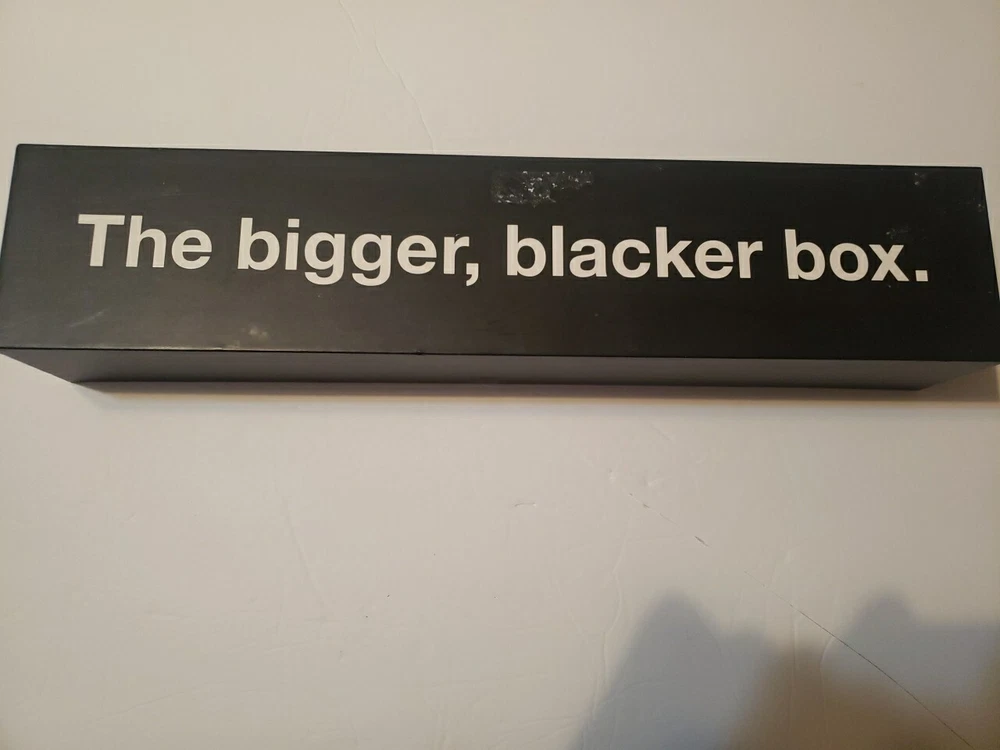 The bigger, blacker box.